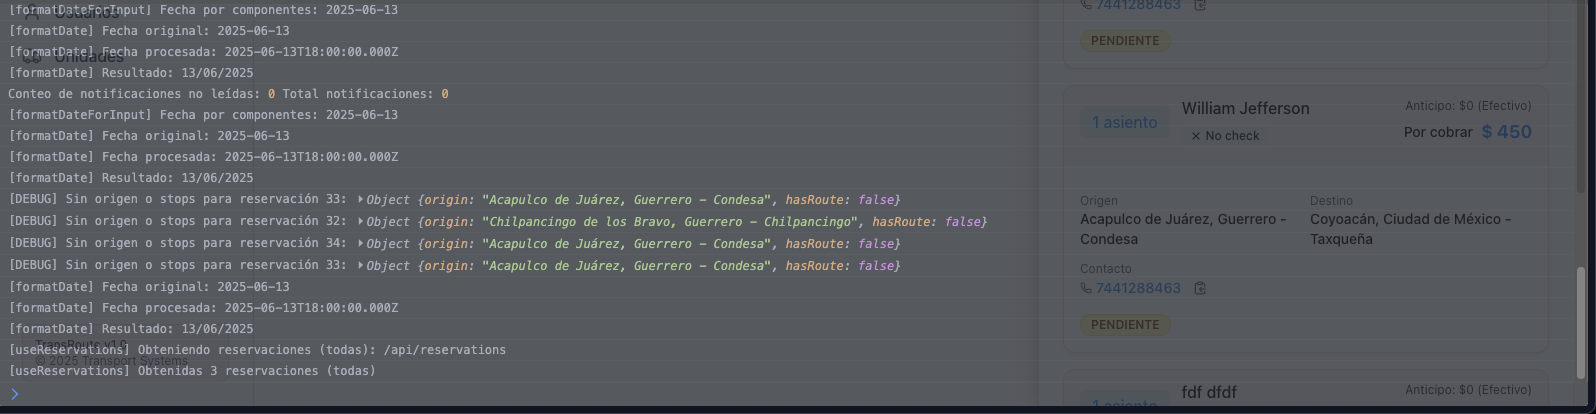 [formatDateForInput] Fecha por componentes: 2025-06-13
Usuarios
[formatDate] Fecha original: 2025-06-13
[formatDate] Fecha procesada: 2025-06-13T18:00:00.000Z
Unidades
[formatDate] Resultado: 13/06/2025
Conteo de notificaciones no leídas: 0 Total notificaciones: 0
[formatDateForInput] Fecha por componentes: 2025-06-13
[formatDate] Fecha original: 2025-06-13
[formatDate] Fecha procesada: 2025-06-13T18:00:00.000Z
[formatDate] Resultado: 13/06/2025
[DEBUG] Sin origen o stops para reservación 33: Object {origin: "Acapulco de Juárez, Guerrero - Condesa", hasRoute: false}
[DEBUG] Sin origen o stops para reservación 32: Object {origin: "Chilpancingo de los Bravo, Guerrero - Chilpancingo", hasRoute: false}
[DEBUG] Sin origen o stops para reservación 34: Object {origin: "Acapulco de Juárez, Guerrero - Condesa", hasRoute: false}
[DEBUG] Sin origen o stops para reservación 33: Object {origin: "Acapulco de Juárez, Guerrero - Condesa", hasRoute: false}
[formatDate] Fecha original: 2025-06-13
[formatDate] Fecha procesada: 2025-06-13T18:00:00.000Z
[formatDate] Resultado: 13/06/2025
TransRoute v1.0
[useReservations] Obteniendo reservaciones (todas): /api/reservations
© 2025 Transport Systems
[useReservations] Obtenidas 3 reservaciones (todas)
7441288463
PENDIENTE
1 asiento
William Jefferson
× No check
Anticipo: $0 (Efectivo)
Por cobrar $ 450
Origen
Acapulco de Juárez, Guerrero -
Condesa
Destino
Coyoacán, Ciudad de México -
Taxqueña
Contacto
7441288463
PENDIENTE
1 asiento
fdf dfdf
Anticipo: $0 (Efectivo)